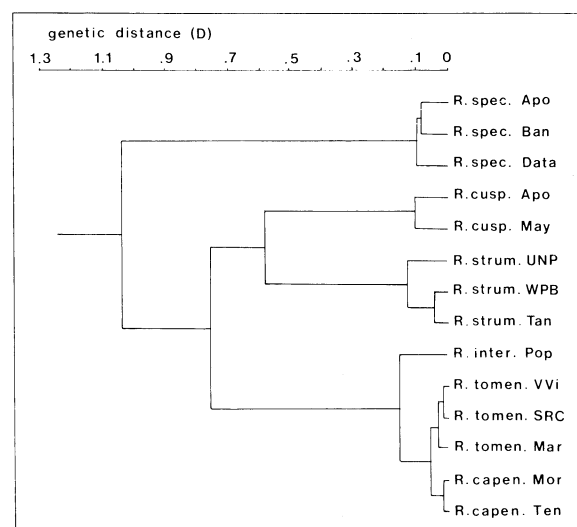 genetic distance (D)
1.3 1.1 .7 .5 .3 .1 0
R.spec. Apo
R.spec. Ban
R.spec. Data
R.cusp. Apo
R.cusp. May
R.strum. UNP
R.strum. WPB
R.strum. Tan
R.inter. Pop
R.tomen. VVi
R.tomen. SRC
R.tomen. Mar
R.capen. Mor
R.capen. Ten